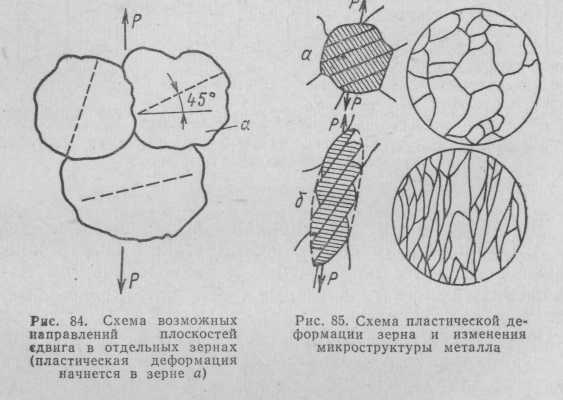 P
45°
а
P
Рис. 84. Схема возможных
направлений плоскостей
сдвига в отдельных зернах
(пластическая деформация
начнется в зерне а)
P
а
P
P
б
P
Рис. 85. Схема пластической де-
формации зерна и изменения
микроструктуры металла